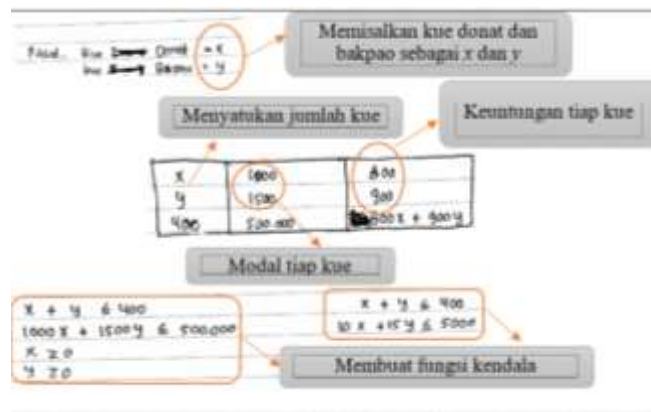 Memisalkan kue donat dan
bakpao sebagai x dan y
Kue Donat = x
= y
Menyatukan jumlah kue
Keuntungan tiap kue
x 1000 800
y 1500 900
400 500.000 800x + 900y
Modal tiap kue
x + y ≤ 400
1000x + 1500y ≤ 500.000
x ≥ 0
y ≥ 0
x + y ≤ 400
10x + 15y ≤ 5000
Membuat fungsi kendala